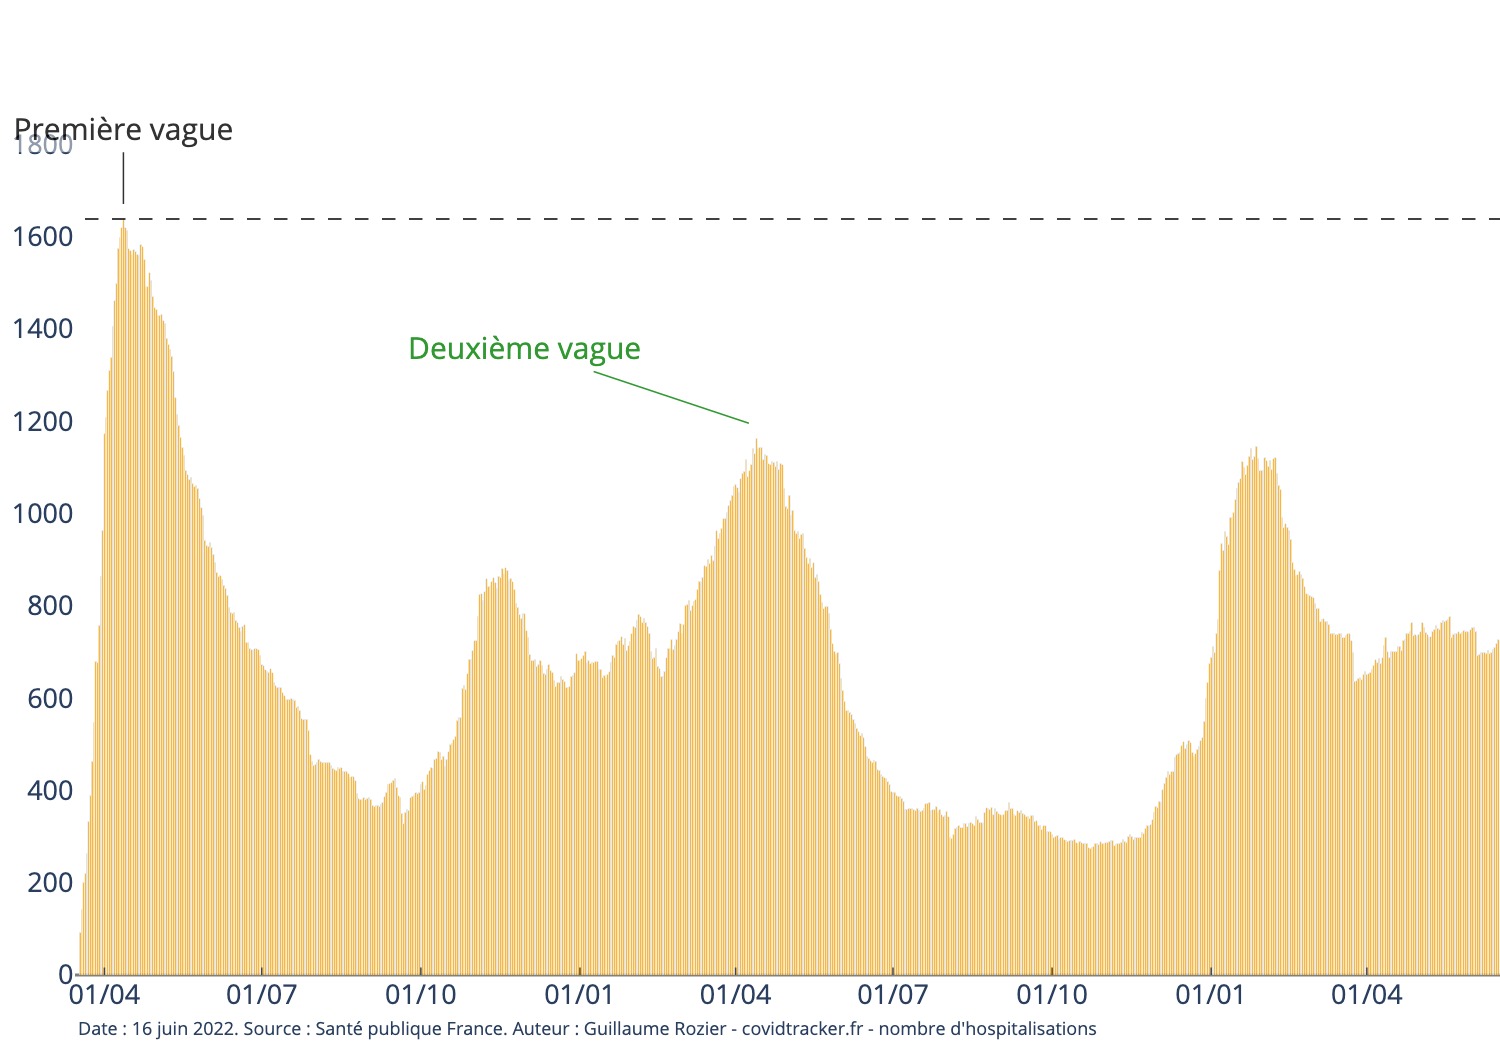 Première vague
1800
1600
1400
Deuxième vague
1200
1000
800
600
400
200
0
01/04 01/07 01/10 01/01 01/04 01/07 01/10 01/01 01/04
Date : 16 juin 2022. Source : Santé publique France. Auteur : Guillaume Rozier - covidtracker.fr - nombre d'hospitalisations